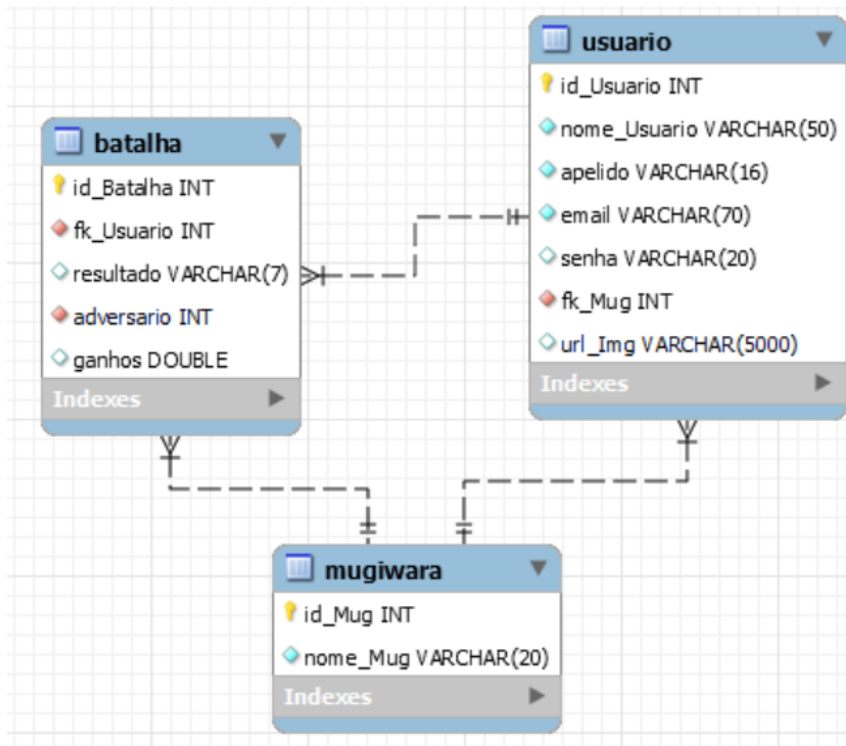 batalha
id_Batalha INT
fk_Usuario INT
resultado VARCHAR(7)
adversario INT
ganhos DOUBLE
Indexes
usuario
id_Usuario INT
nome_Usuario VARCHAR(50)
apelido VARCHAR(16)
email VARCHAR(70)
senha VARCHAR(20)
fk_Mug INT
url_Img VARCHAR(5000)
Indexes
mugiwara
id_Mug INT
nome_Mug VARCHAR(20)
Indexes